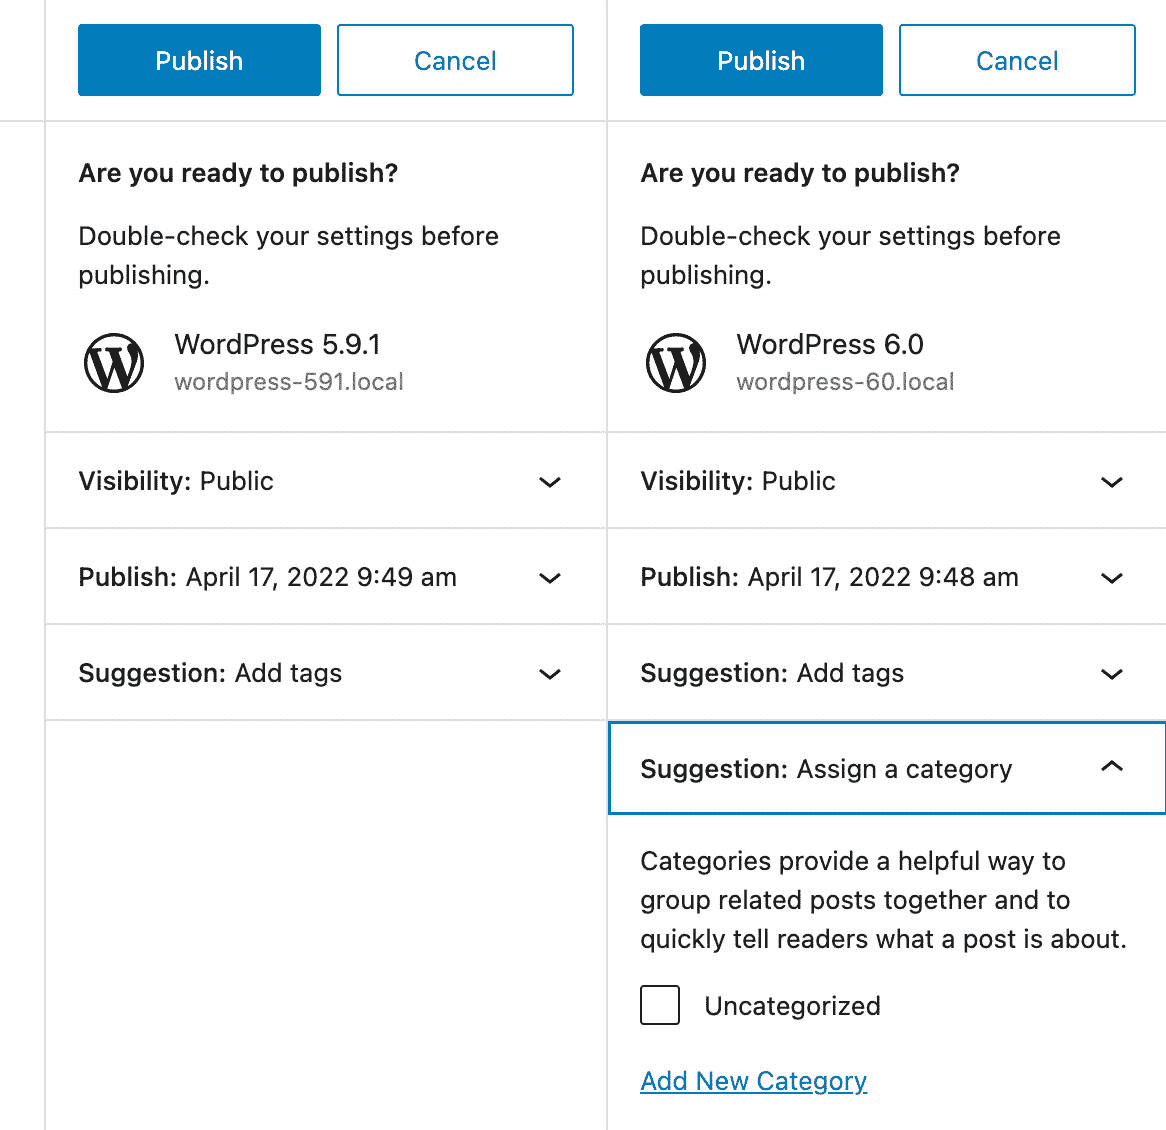 Publish
Cancel
Are you ready to publish?
Double-check your settings before
publishing.
WordPress 5.9.1
wordpress-591.local
Visibility: Public
Publish: April 17, 2022 9:49 am
Suggestion: Add tags
Publish
Cancel
Are you ready to publish?
Double-check your settings before
publishing.
WordPress 6.0
wordpress-60.local
Visibility: Public
Publish: April 17, 2022 9:48 am
Suggestion: Add tags
Suggestion: Assign a category
Categories provide a helpful way to
group related posts together and to
quickly tell readers what a post is about.
Uncategorized
Add New Category